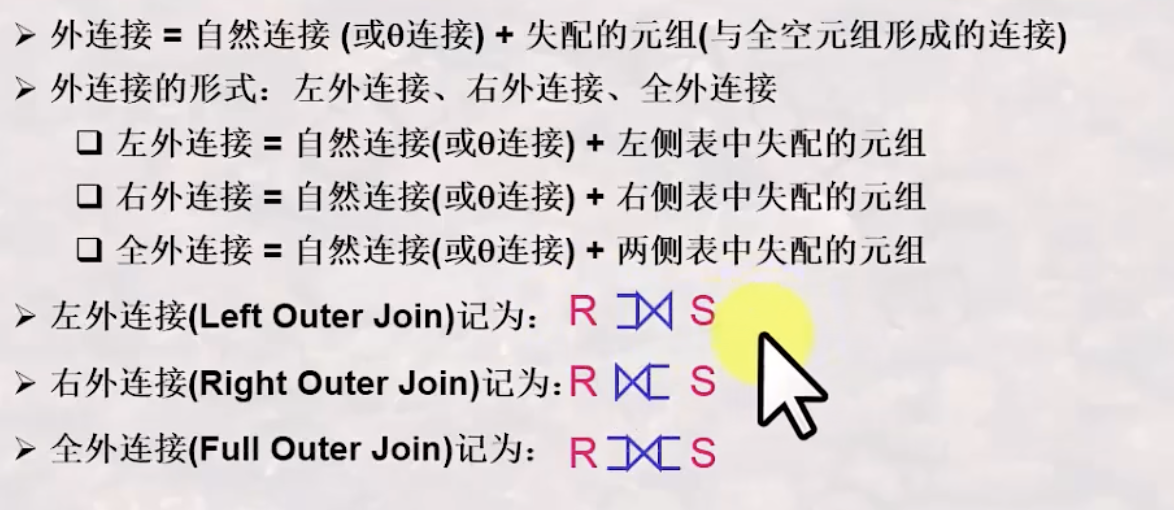 ➢ 外连接 = 自然连接 (或θ连接) + 失配的元组(与全空元组形成的连接)
➢ 外连接的形式：左外连接、右外连接、全外连接
❑ 左外连接 = 自然连接(或θ连接) + 左侧表中失配的元组
❑ 右外连接 = 自然连接(或θ连接) + 右侧表中失配的元组
❑ 全外连接 = 自然连接(或θ连接) + 两侧表中失配的元组
➢ 左外连接(Left Outer Join)记为： R ⟕ S
➢ 右外连接(Right Outer Join)记为: R ⟖ S
➢ 全外连接(Full Outer Join)记为： R ⟗ S